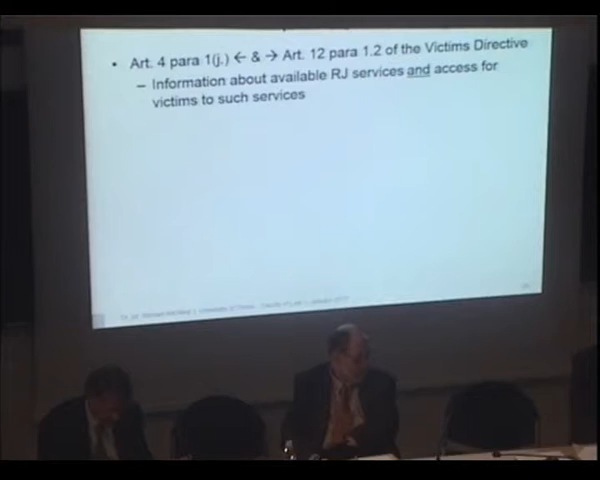 • Art. 4 para 1(j.) ← & → Art. 12 para 1.2 of the Victims Directive
– Information about available RJ services and access for
victims to such services